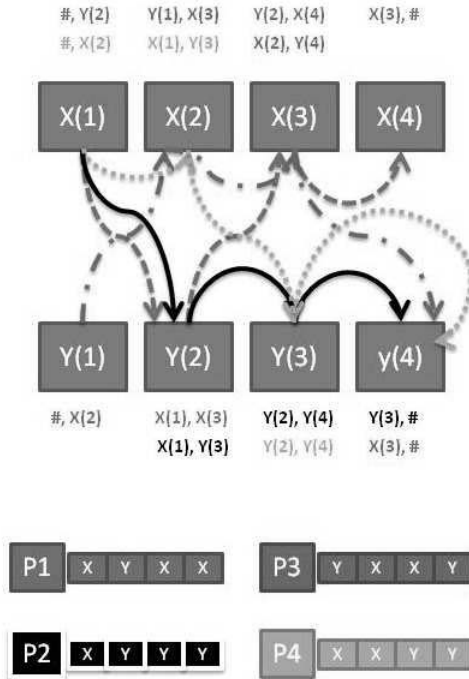 #, Y(2) Y(1), X(3) Y(2), X(4) X(3), #
#, X(2) X(1), Y(3) X(2), Y(4)
X(1) X(2) X(3) X(4)
Y(1) Y(2) Y(3) y(4)
#, X(2) X(1), X(3) Y(2), Y(4) Y(3), #
X(1), Y(3) Y(2), Y(4) X(3), #
P1 X Y X X P3 Y X X Y
P2 X Y Y Y P4 X X Y Y